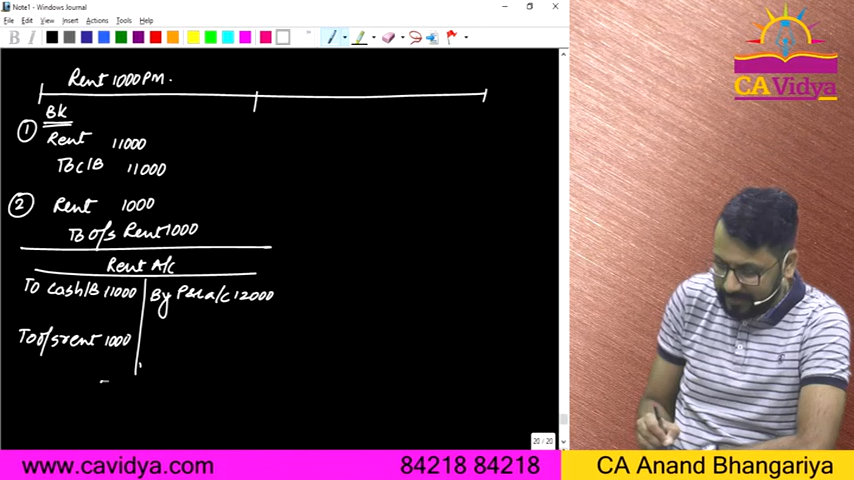 Note1 - Windows Journal
File Edit View Insert Actions Tools Help
B I
CAVidya
Rent 1000 Pm.
Bk
① Rent 11000
To C/B 11000
② Rent 1000
To O/s Rent 1000
Rent A/c
To Cash/B 11000 By P&L a/c 12000
To o/s rent 1000
20 / 20
www.cavidya.com 84218 84218 CA Anand Bhangariya